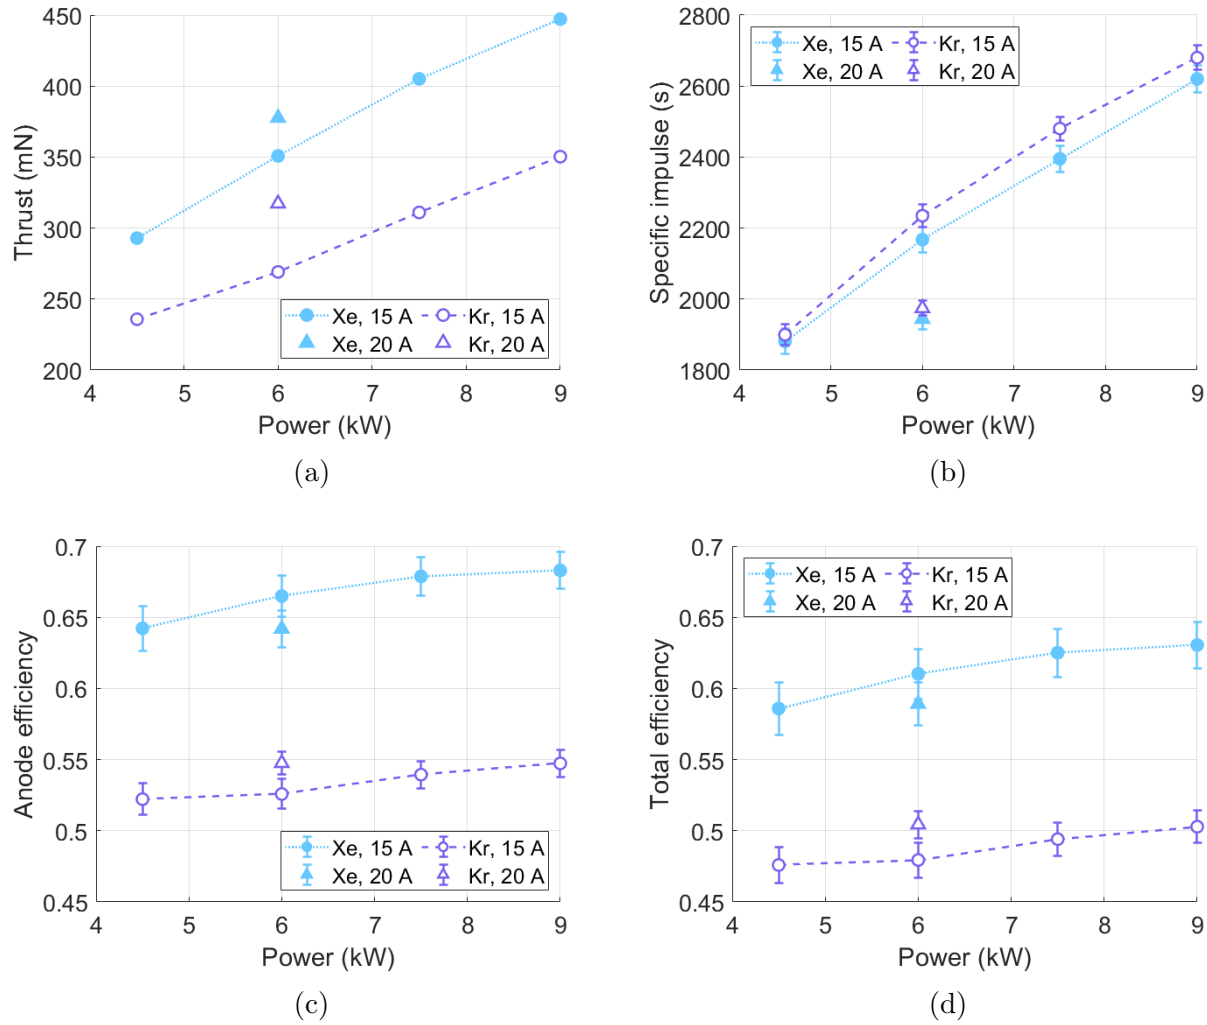 450
400
350
300
250
200
Thrust (mN)
Xe, 15 A Kr, 15 A
Xe, 20 A Kr, 20 A
4 5 6 7 8 9
Power (kW)
(a)
2800
2600
2400
2200
2000
1800
Specific impulse (s)
Xe, 15 A Kr, 15 A
Xe, 20 A Kr, 20 A
4 5 6 7 8 9
Power (kW)
(b)
0.7
0.65
0.6
0.55
0.5
0.45
Anode efficiency
Xe, 15 A Kr, 15 A
Xe, 20 A Kr, 20 A
4 5 6 7 8 9
Power (kW)
(c)
0.7
0.65
0.6
0.55
0.5
0.45
Total efficiency
Xe, 15 A Kr, 15 A
Xe, 20 A Kr, 20 A
4 5 6 7 8 9
Power (kW)
(d)